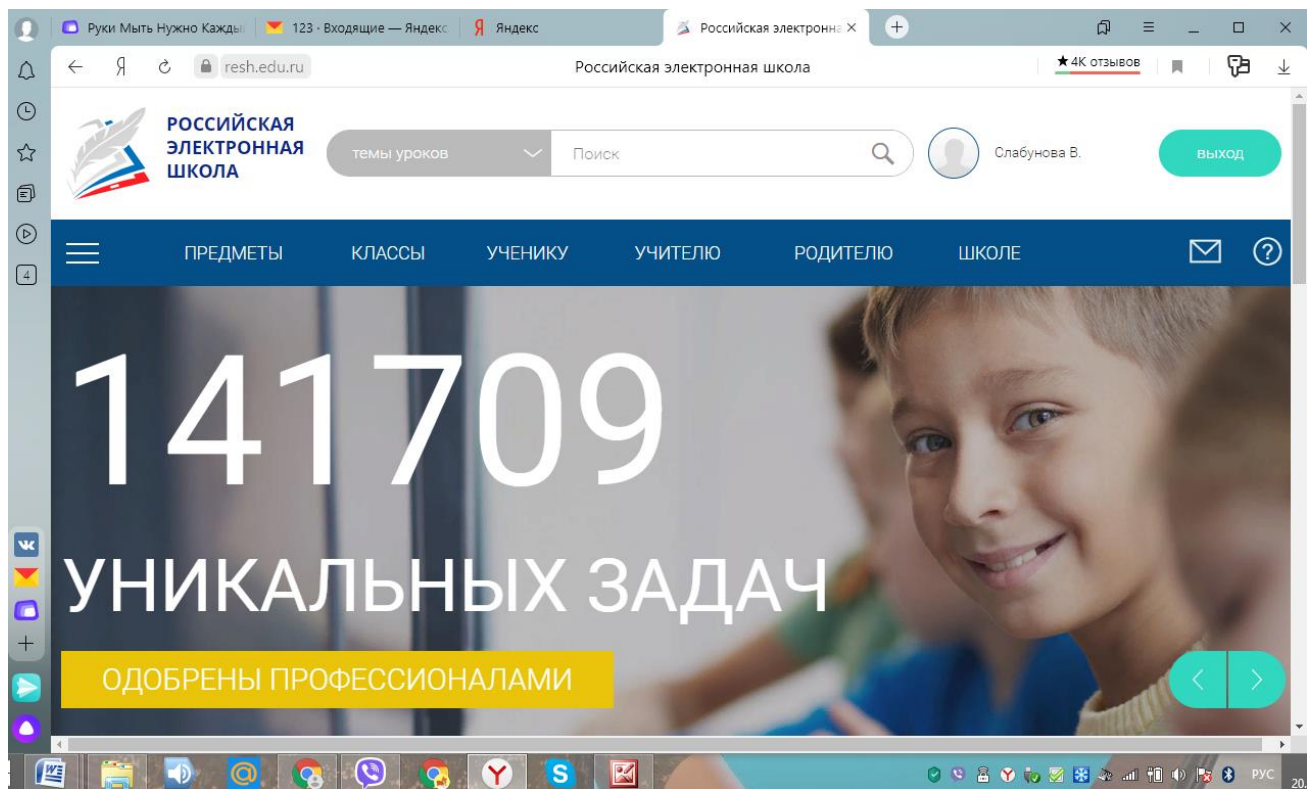 Руки Мыть Нужно Кажды
123 · Входящие — Яндекс
Я Яндекс
Российская электронна
Я
resh.edu.ru
Российская электронная школа
★4K отзывов
РОССИЙСКАЯ
ЭЛЕКТРОННАЯ
ШКОЛА
темы уроков
Поиск
Слабунова В.
выход
4
ПРЕДМЕТЫ
КЛАССЫ
УЧЕНИКУ
УЧИТЕЛЮ
РОДИТЕЛЮ
ШКОЛЕ
141709
УНИКАЛЬНЫХ ЗАДАЧ
ОДОБРЕНЫ ПРОФЕССИОНАЛАМИ
РУС
20.